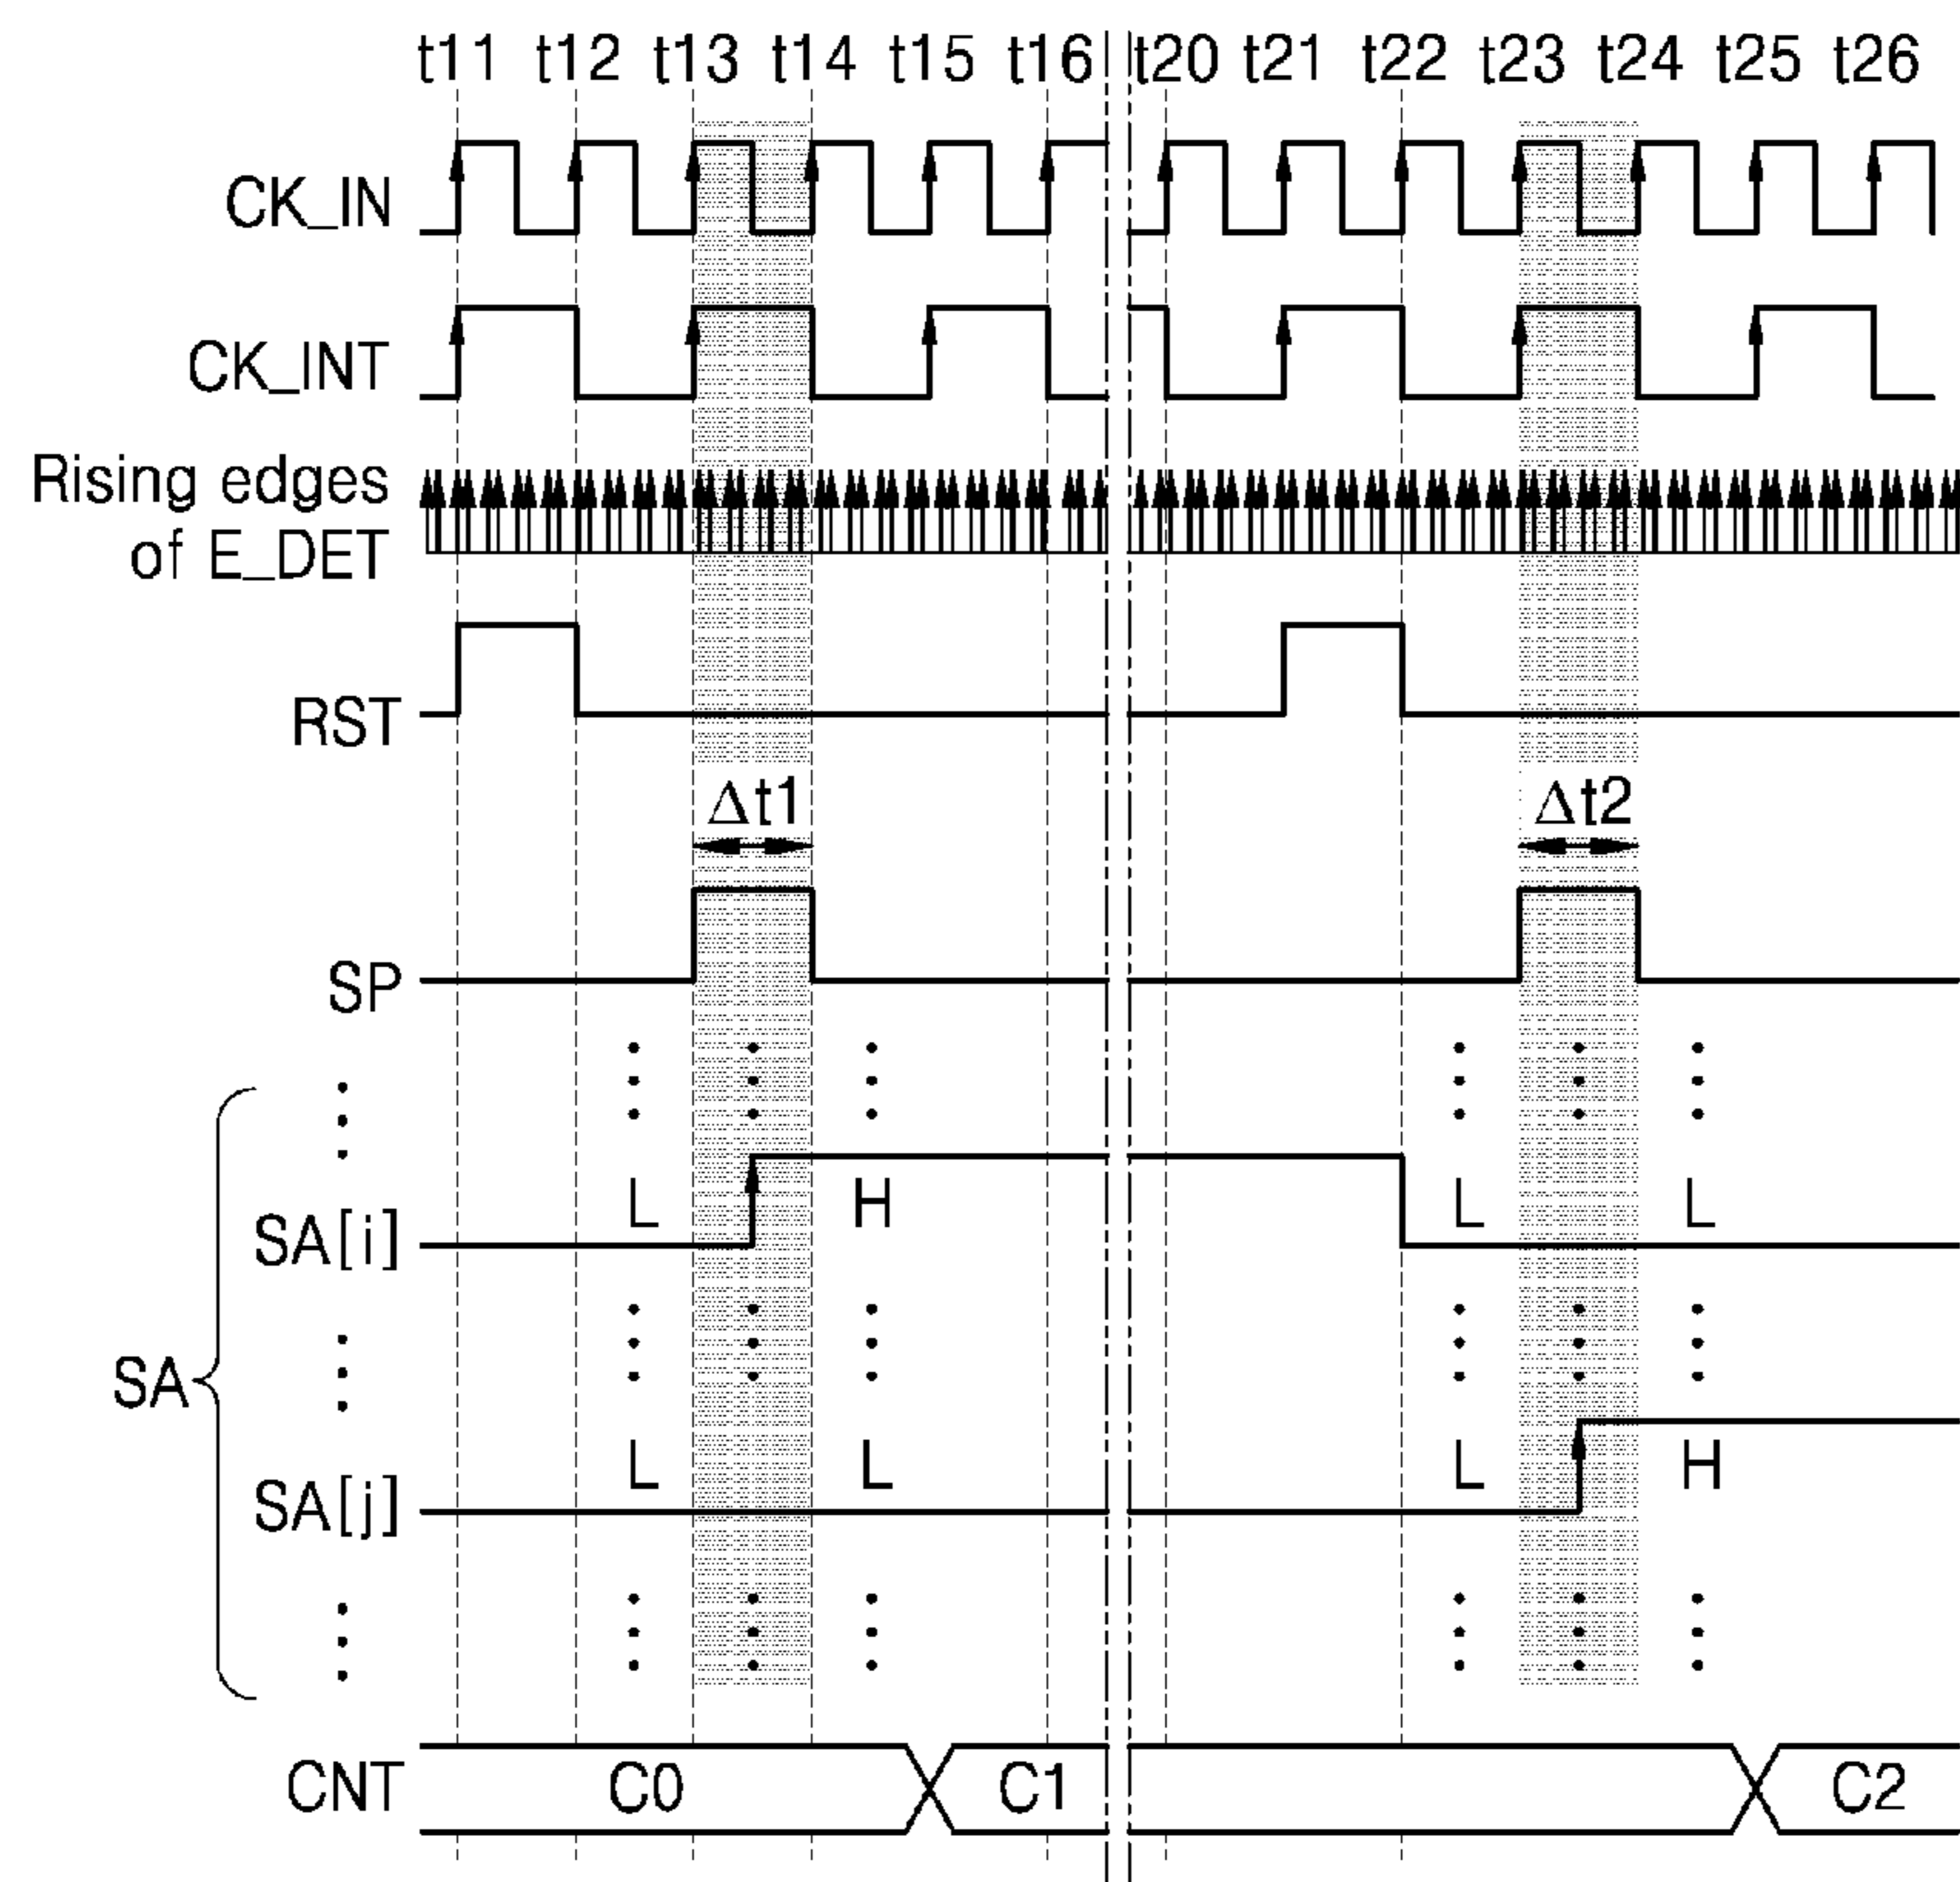 t11 t12 t13 t14 t15 t16 t20 t21 t22 t23 t24 t25 t26
CK_IN
CK_INT
Rising edges
of E_DET
RST
Δt1 Δt2
SP
L H L L
SA[i]
SA
L L L H
SA[j]
CNT C0 C1 C2